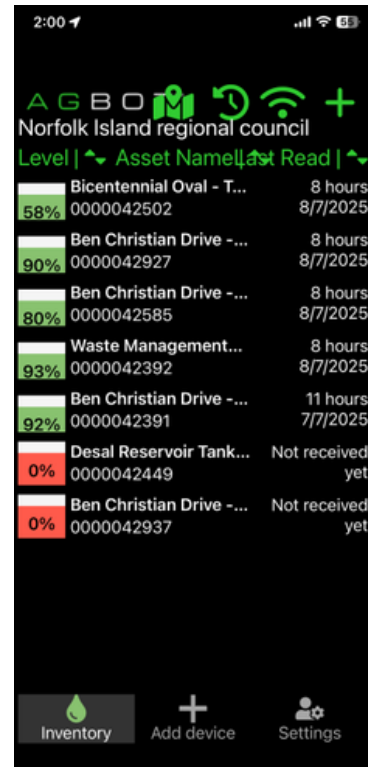 2:00
55
AGBOT
Norfolk Island regional council
Level | Asset Name | Last Read |
Bicentennial Oval - T... 8 hours
58% 0000042502 8/7/2025
Ben Christian Drive -... 8 hours
90% 0000042927 8/7/2025
Ben Christian Drive -... 8 hours
80% 0000042585 8/7/2025
Waste Management... 8 hours
93% 0000042392 8/7/2025
Ben Christian Drive -... 11 hours
92% 0000042391 7/7/2025
Desal Reservoir Tank... Not received
0% 0000042449 yet
Ben Christian Drive -... Not received
0% 0000042937 yet
Inventory Add device Settings